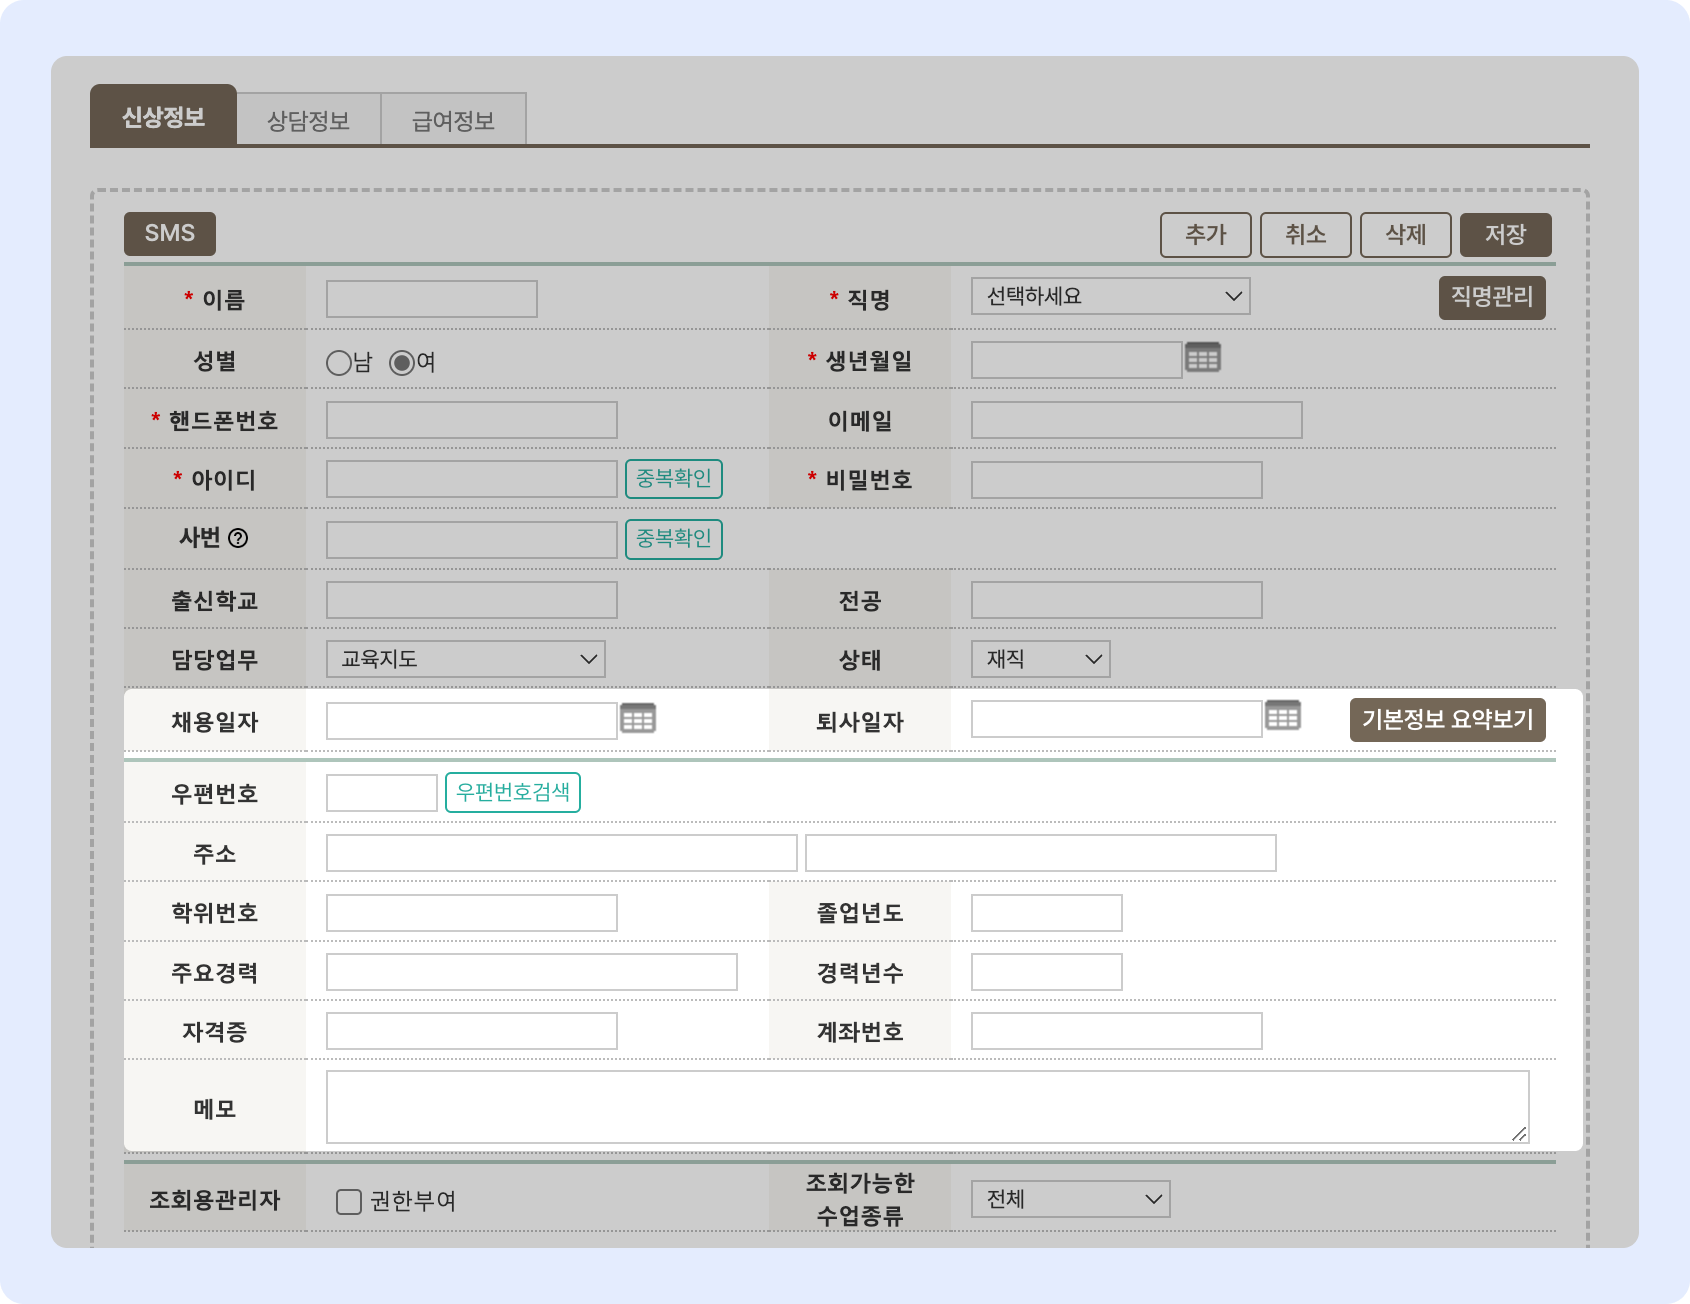 신상정보 상담정보 급여정보
SMS 추가 취소 삭제 저장
* 이름 * 직명 선택하세요 직명관리
성별 남 여 * 생년월일
* 핸드폰번호 이메일
* 아이디 중복확인 * 비밀번호
사번 ? 중복확인
출신학교 전공
담당업무 교육지도 상태 재직
채용일자 퇴사일자 기본정보 요약보기
우편번호 우편번호검색
주소
학위번호 졸업년도
주요경력 경력년수
자격증 계좌번호
메모
조회용관리자 권한부여 조회가능한
수업종류 전체